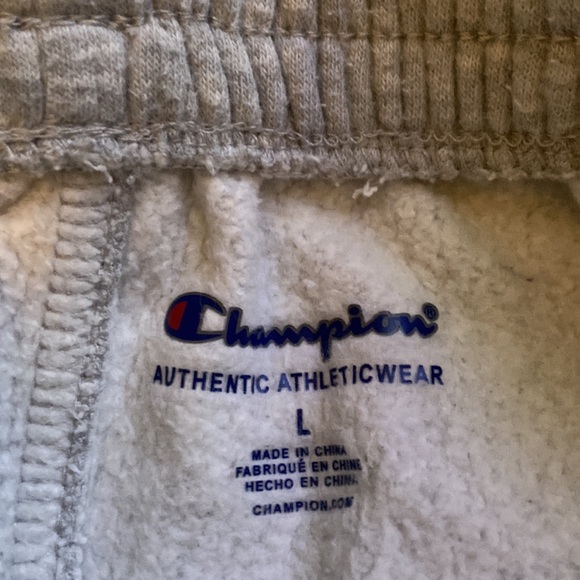 Champion®
AUTHENTIC ATHLETICWEAR
L
MADE IN CHINA
FABRIQUÉ EN CHINE
HECHO EN CHINA
CHAMPION.COM